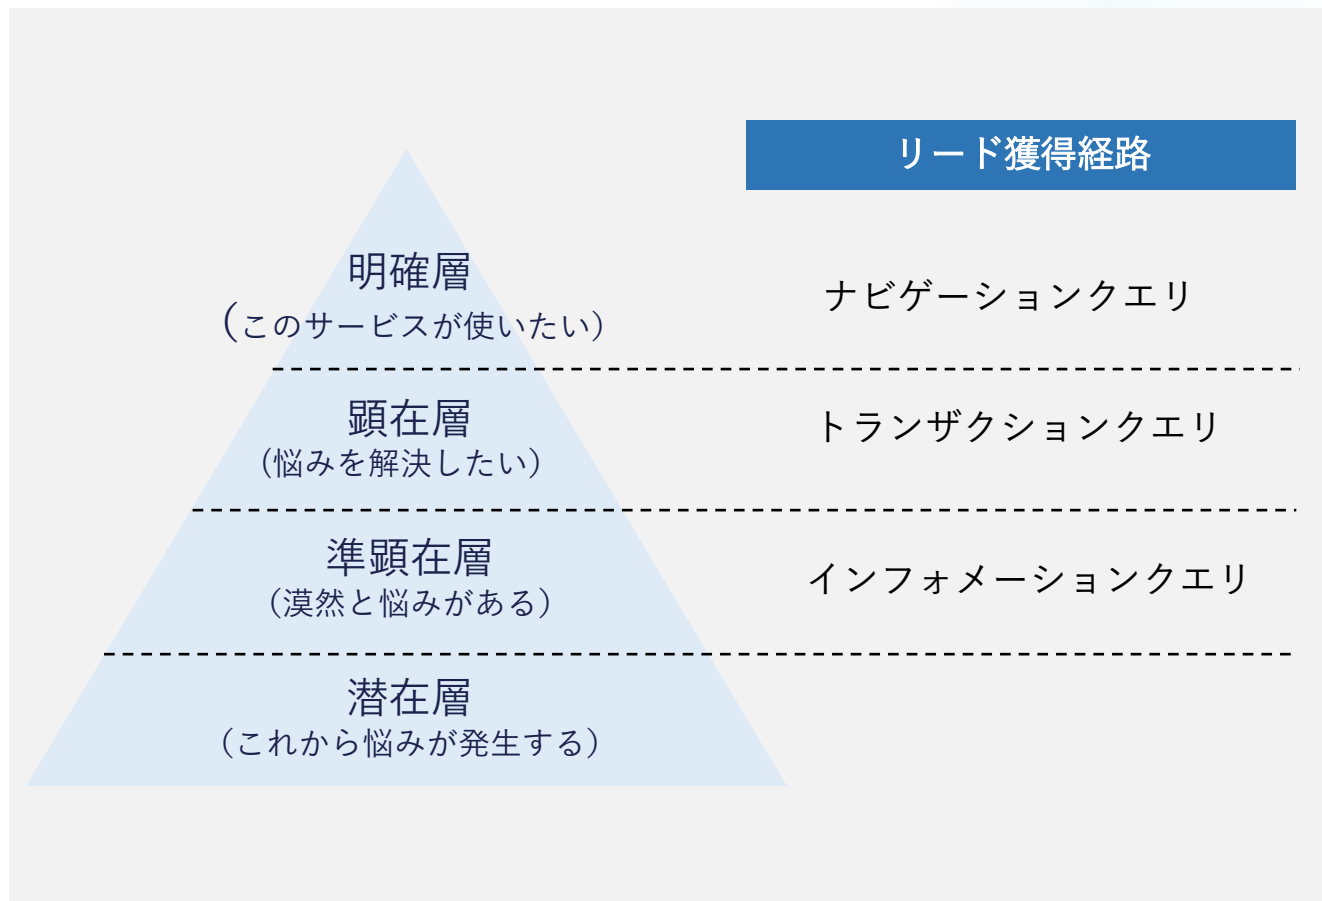 リード獲得経路
明確層
(このサービスが使いたい)
ナビゲーションクエリ
顕在層
(悩みを解決したい)
トランザクションクエリ
準顕在層
(漠然と悩みがある)
インフォメーションクエリ
潜在層
(これから悩みが発生する)